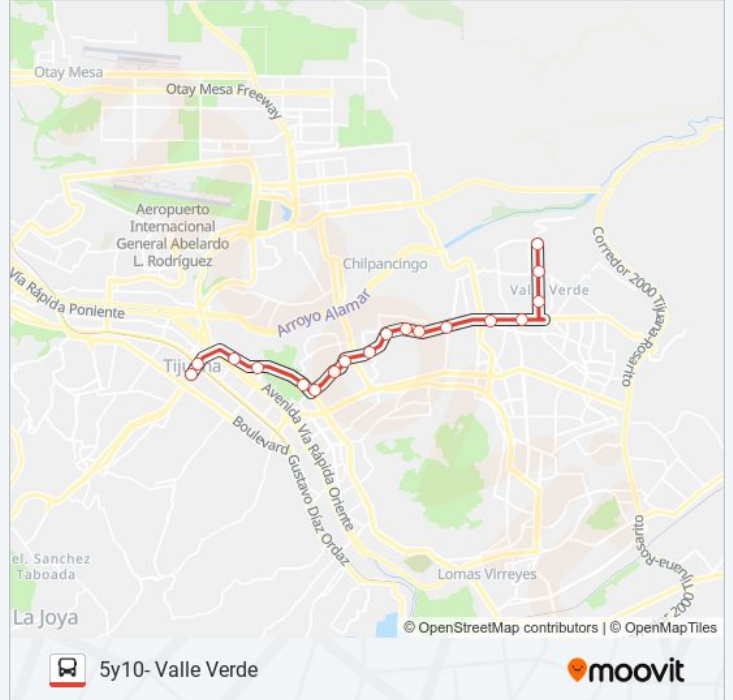 Otay Mesa
Otay Mesa Freeway
Aeropuerto
Internacional
General Abelardo
L. Rodríguez
Chilpancingo
Corredor 2000 Tijuana-Rosarito
Vía Rápida Poniente
Valle Verde
Arroyo Alamar
Tijuana
Avenida Vía Rápida Oriente
Boulevard Gustavo Díaz Ordaz
el. Sanchez
Taboada
Lomas Virreyes
La Joya
© OpenStreetMap contributors | © OpenMapTiles
5y10- Valle Verde
moovit